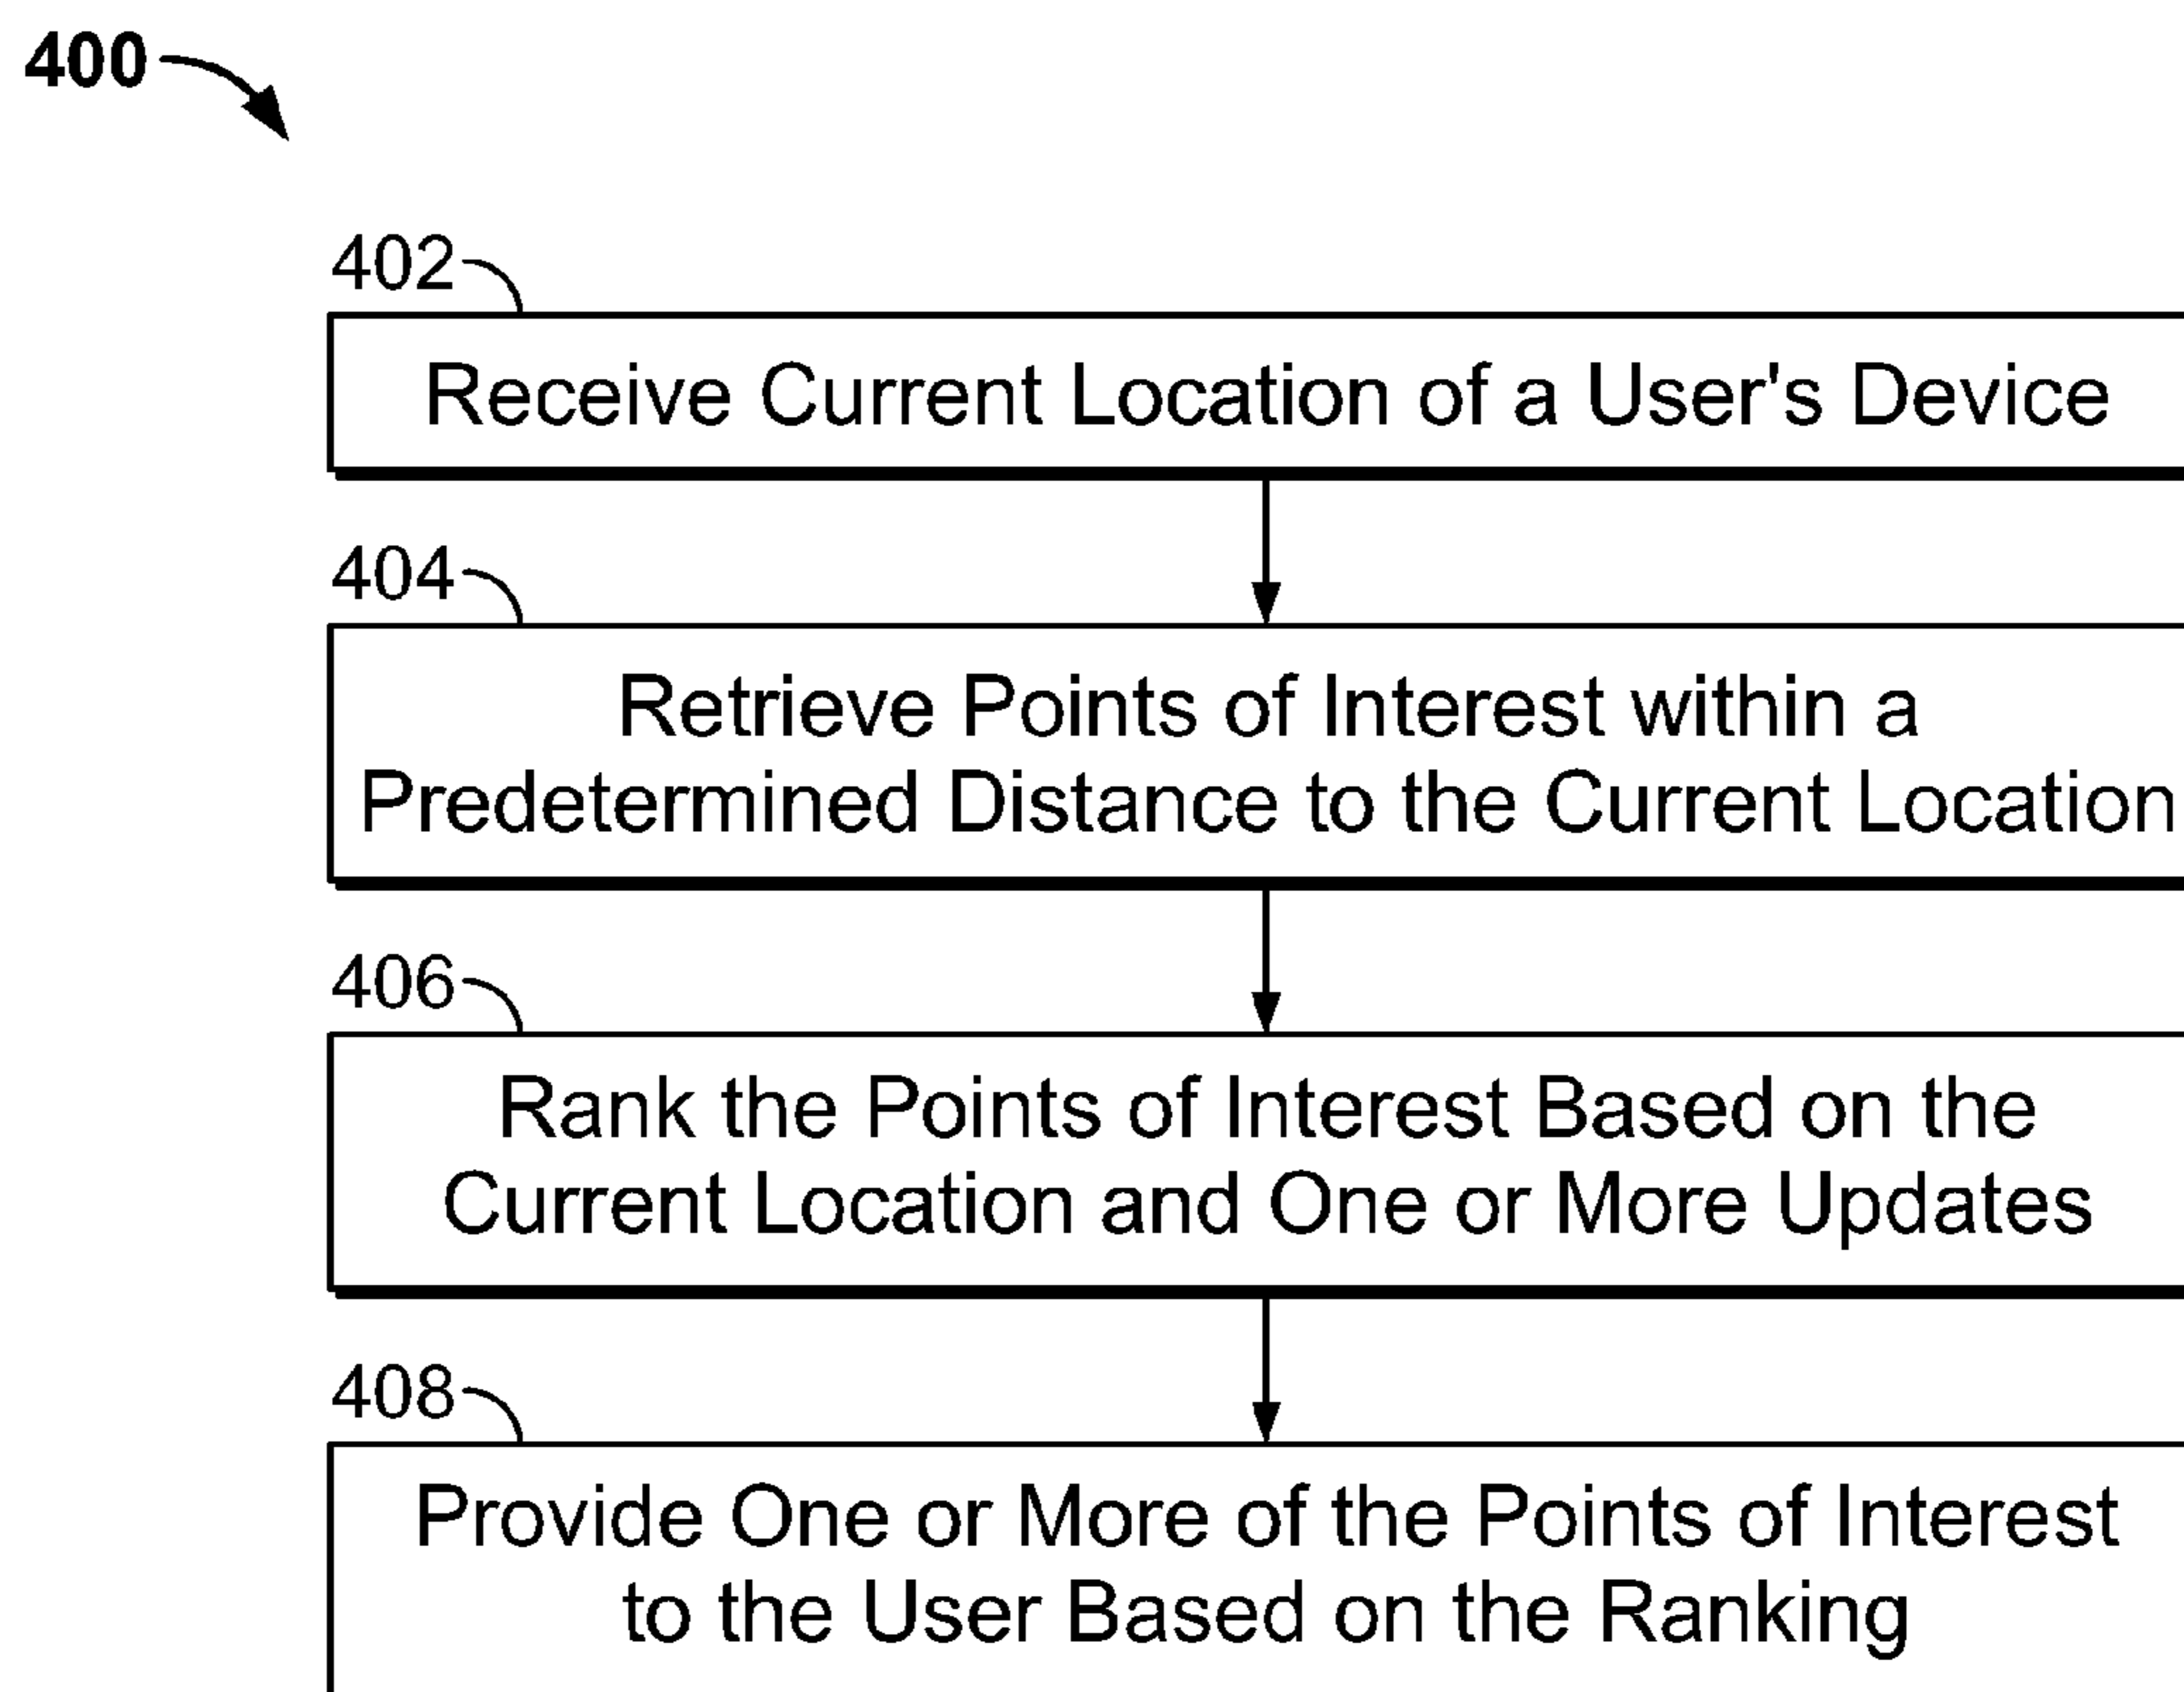 400
402
Receive Current Location of a User's Device
404
Retrieve Points of Interest within a
Predetermined Distance to the Current Location
406
Rank the Points of Interest Based on the
Current Location and One or More Updates
408
Provide One or More of the Points of Interest
to the User Based on the Ranking